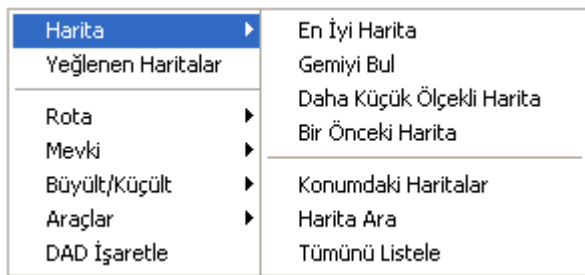 Harita
Yeğlenen Haritalar
Rota
Mevki
Büyült/Küçült
Araçlar
DAD İşaretle
En İyi Harita
Gemiyi Bul
Daha Küçük Ölçekli Harita
Bir Önceki Harita
Konumdaki Haritalar
Harita Ara
Tümünü Listele